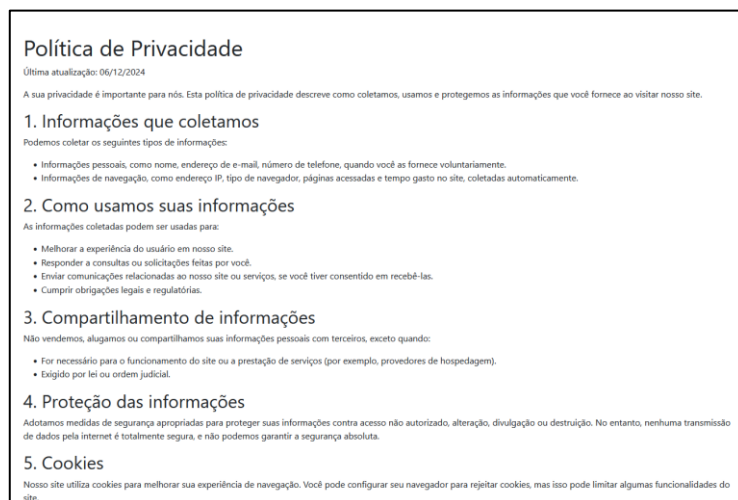 Política de Privacidade
Última atualização: 06/12/2024
A sua privacidade é importante para nós. Esta política de privacidade descreve como coletamos, usamos e protegemos as informações que você fornece ao visitar nosso site.
1. Informações que coletamos
Podemos coletar os seguintes tipos de informações:
• Informações pessoais, como nome, endereço de e-mail, número de telefone, quando você as fornece voluntariamente.
• Informações de navegação, como endereço IP, tipo de navegador, páginas acessadas e tempo gasto no site, coletadas automaticamente.
2. Como usamos suas informações
As informações coletadas podem ser usadas para:
• Melhorar a experiência do usuário em nosso site.
• Responder a consultas ou solicitações feitas por você.
• Enviar comunicações relacionadas ao nosso site ou serviços, se você tiver consentido em recebê-las.
• Cumprir obrigações legais e regulatórias.
3. Compartilhamento de informações
Não vendemos, alugamos ou compartilhamos suas informações pessoais com terceiros, exceto quando:
• For necessário para o funcionamento do site ou a prestação de serviços (por exemplo, provedores de hospedagem).
• Exigido por lei ou ordem judicial.
4. Proteção das informações
Adotamos medidas de segurança apropriadas para proteger suas informações contra acesso não autorizado, alteração, divulgação ou destruição. No entanto, nenhuma transmissão
de dados pela internet é totalmente segura, e não podemos garantir a segurança absoluta.
5. Cookies
Nosso site utiliza cookies para melhorar sua experiência de navegação. Você pode configurar seu navegador para rejeitar cookies, mas isso pode limitar algumas funcionalidades do
site.